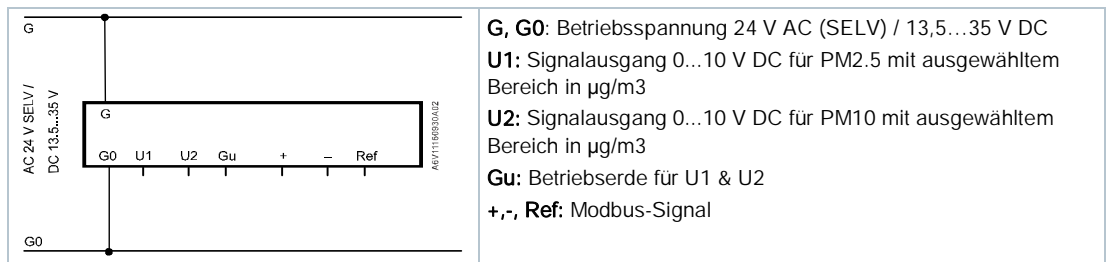 G
AC 24 V SELV /
DC 13.5...35 V
G
G0 U1 U2 Gu + – Ref
A6V11160930A02
G0
G, G0: Betriebsspannung 24 V AC (SELV) / 13,5…35 V DC
U1: Signalausgang 0...10 V DC für PM2.5 mit ausgewähltem
Bereich in µg/m3
U2: Signalausgang 0...10 V DC für PM10 mit ausgewähltem
Bereich in µg/m3
Gu: Betriebserde für U1 & U2
+,-, Ref: Modbus-Signal